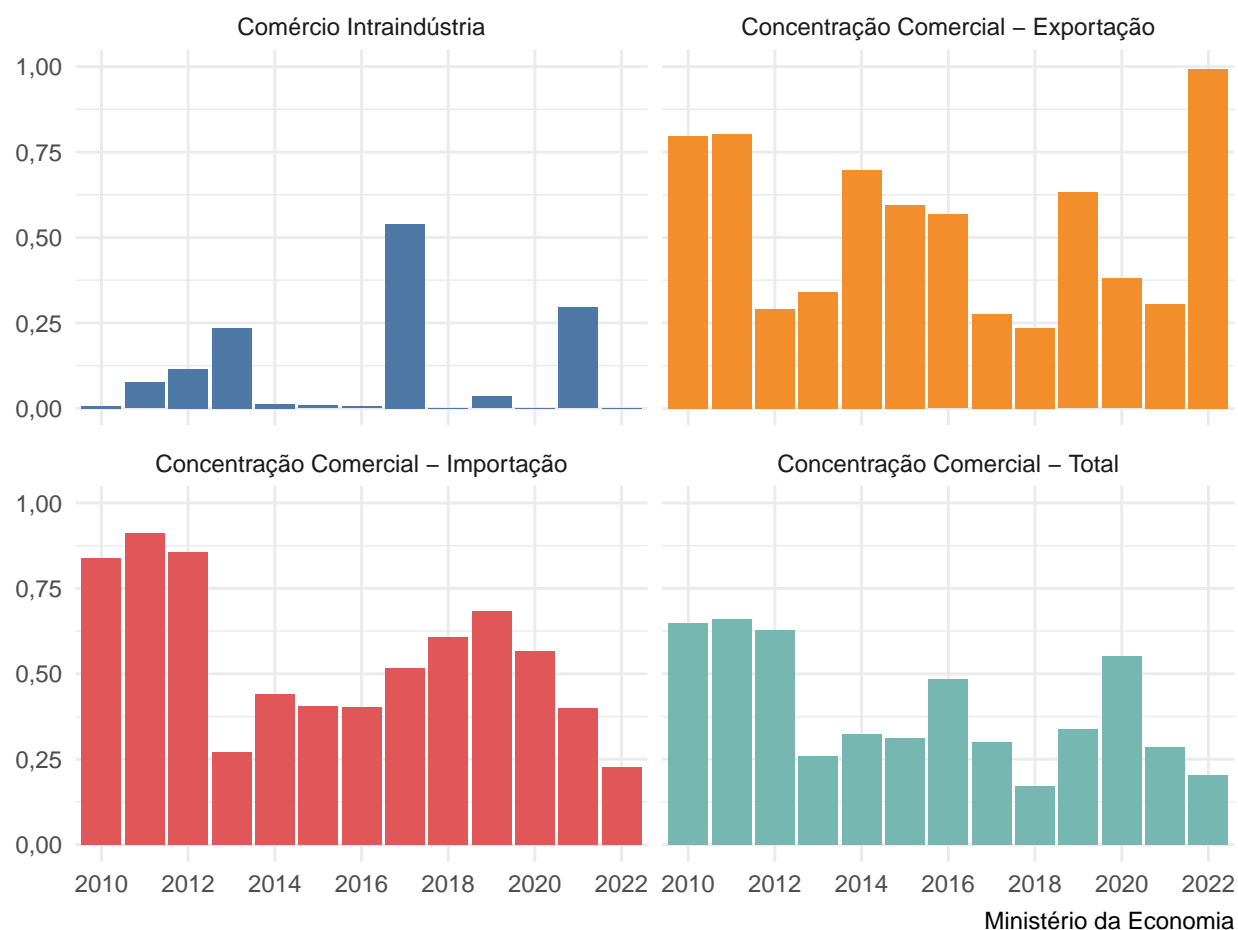 Comércio Intraindústria
Concentração Comercial – Exportação
1,00
0,75
0,50
0,25
0,00
Concentração Comercial – Importação
Concentração Comercial – Total
1,00
0,75
0,50
0,25
0,00
2010 2012 2014 2016 2018 2020 2022 2010 2012 2014 2016 2018 2020 2022
Ministério da Economia